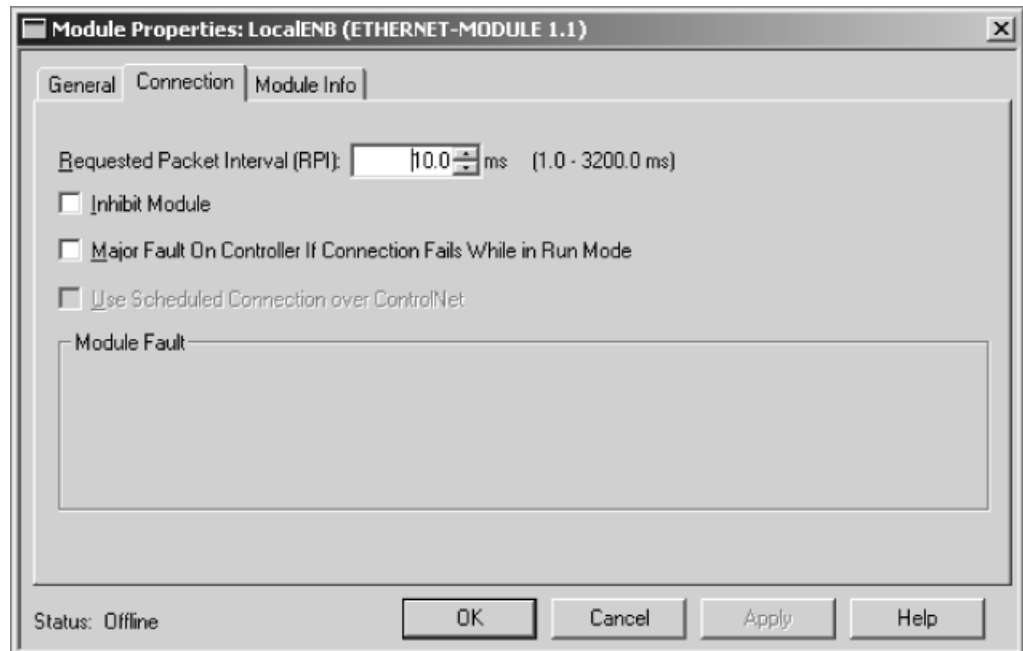 Module Properties: LocalENB (ETHERNET-MODULE 1.1)
General Connection Module Info
Requested Packet Interval (RPI): 10.0 ms (1.0 - 3200.0 ms)
Inhibit Module
Major Fault On Controller If Connection Fails While in Run Mode
Use Scheduled Connection over ControlNet
Module Fault
Status: Offline OK Cancel Apply Help